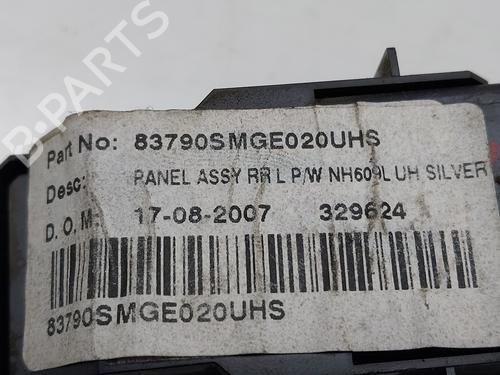 Part No: 83790SMGE020UHS
Desc: PANEL ASSY RR L P/W NH609L UH SILVER
D.O.M- 17-08-2007 329624
83790SMGE020UHS
B-PARTS